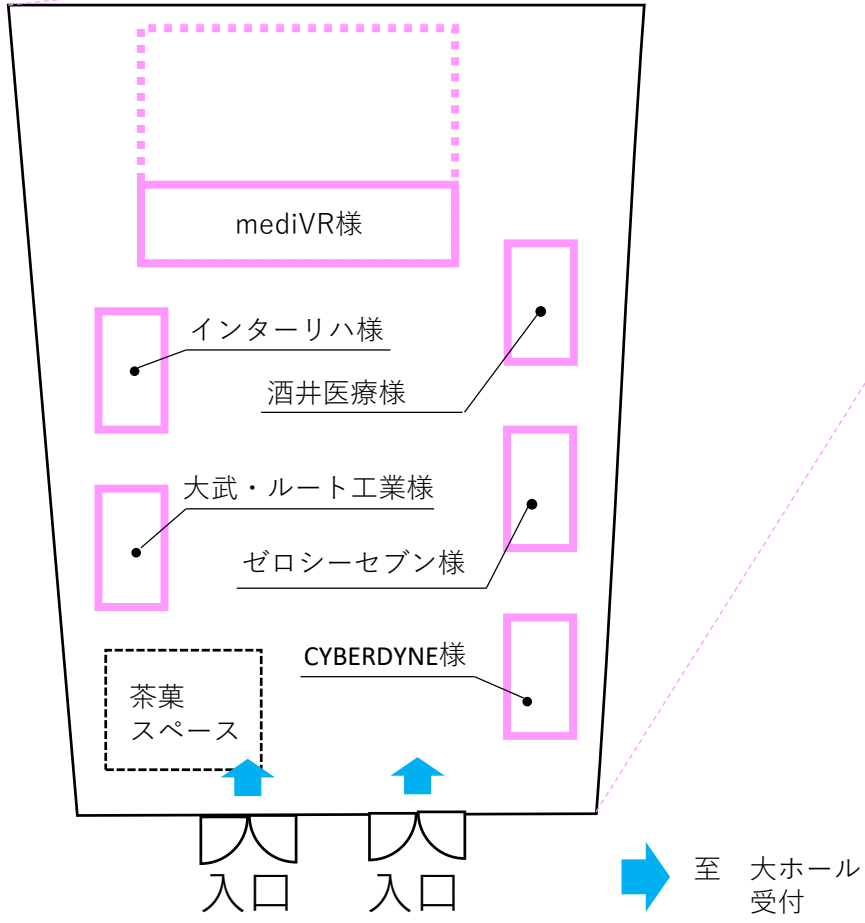 mediVR様
インターリハ様
酒井医療様
大武・ルート工業様
ゼロシーセブン様
CYBERDYNE様
茶菓
スペース
入口 入口
至 大ホール
受付